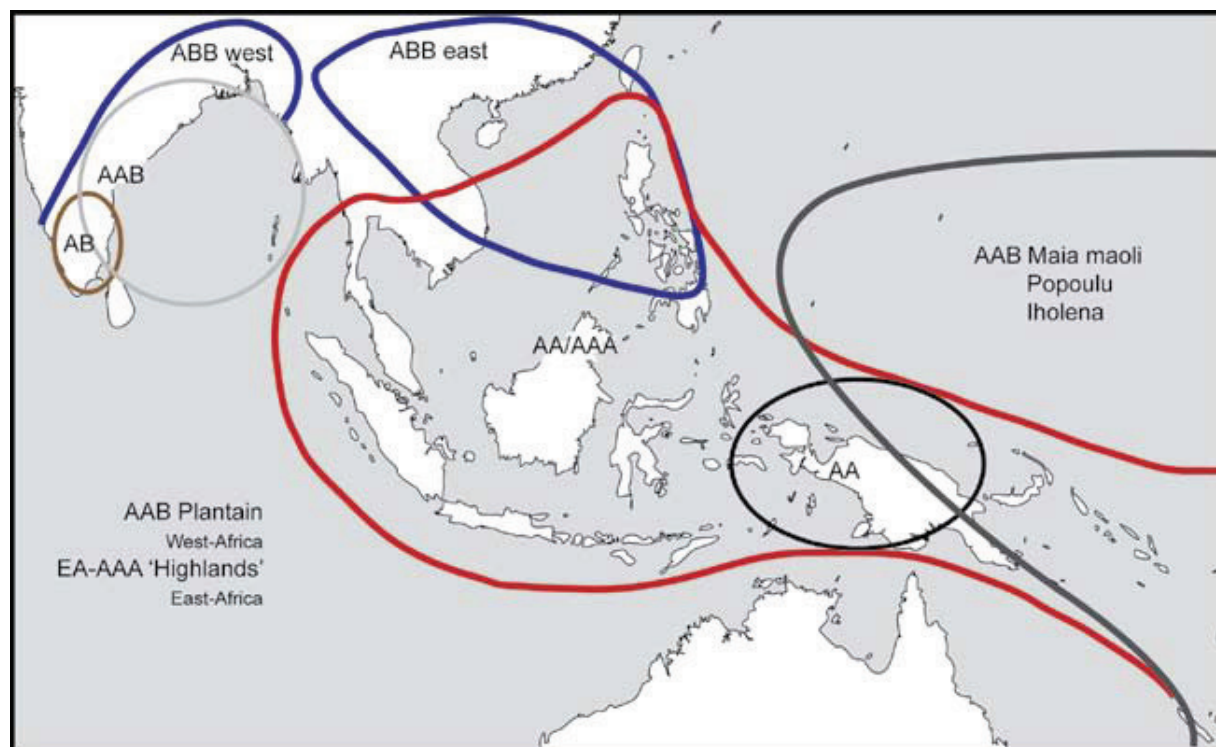 ABB west
ABB east
AAB
AB
AAB Maia maoli
Popoulu
Iholena
AA/AAA
AA
AAB Plantain
West-Africa
EA-AAA ‘Highlands’
East-Africa